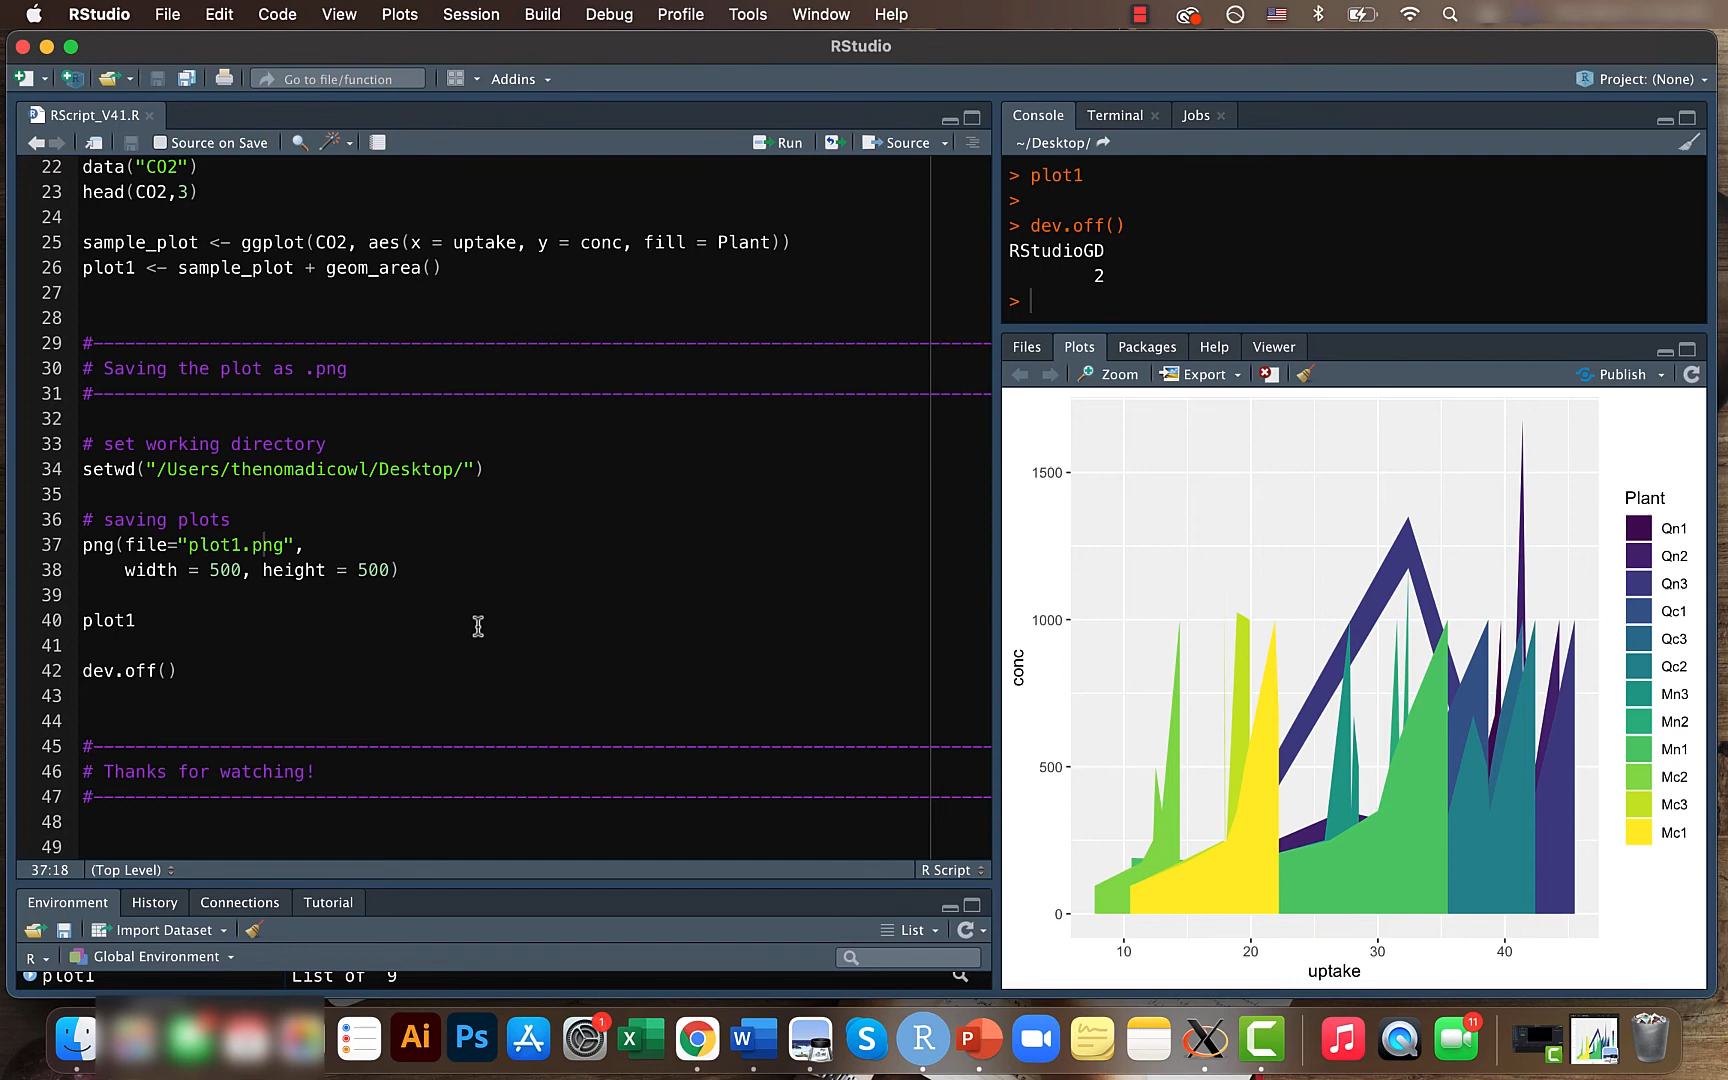 RStudio File Edit Code View Plots Session Build Debug Profile Tools Window Help
RStudio
Go to file/function Addins Project: (None)
RScript_V41.R
Source on Save Run Source
22 data("CO2")
23 head(CO2,3)
24
25 sample_plot <- ggplot(CO2, aes(x = uptake, y = conc, fill = Plant))
26 plot1 <- sample_plot + geom_area()
27
28
29 #--------------------------------------------------------------------------------------
30 # Saving the plot as .png
31 #--------------------------------------------------------------------------------------
32
33 # set working directory
34 setwd("/Users/thenomadicowl/Desktop/")
35
36 # saving plots
37 png(file="plot1.png",
38 width = 500, height = 500)
39
40 plot1
41
42 dev.off()
43
44
45 #--------------------------------------------------------------------------------------
46 # Thanks for watching!
47 #--------------------------------------------------------------------------------------
48
49
37:18 (Top Level) R Script
Environment History Connections Tutorial
Import Dataset List
R Global Environment
plot1 List of 9
Console Terminal Jobs
~/Desktop/
> plot1
>
> dev.off()
RStudioGD
2
>
Files Plots Packages Help Viewer
Zoom Export Publish
1500
1000
500
0
conc
10 20 30 40
uptake
Plant
Qn1
Qn2
Qn3
Qc1
Qc3
Qc2
Mn3
Mn2
Mn1
Mc2
Mc3
Mc1
Ai Ps 1 X W S R P X C 11 C